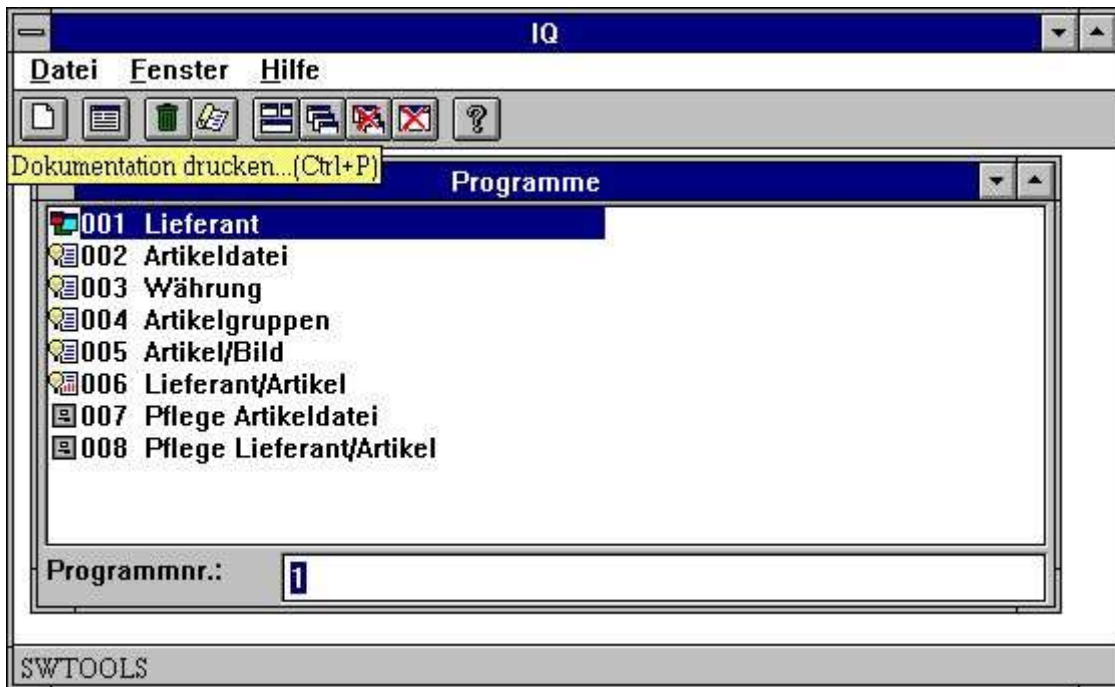 IQ
Datei Fenster Hilfe
Dokumentation drucken...(Ctrl+P)
Programme
001 Lieferant
002 Artikeldatei
003 Währung
004 Artikelgruppen
005 Artikel/Bild
006 Lieferant/Artikel
007 Pflege Artikeldatei
008 Pflege Lieferant/Artikel
Programmnr.: 1
SWTOOLS